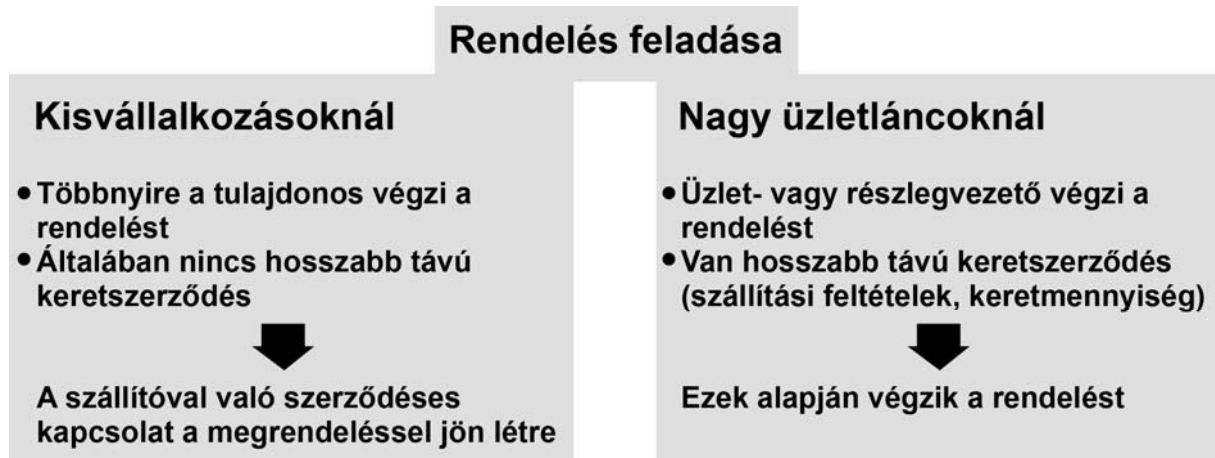 Rendelés feladása
Kisvállalkozásoknál
• Többnyire a tulajdonos végzi a
rendelést
• Általában nincs hosszabb távú
keretszerződés
A szállítóval való szerződéses
kapcsolat a megrendeléssel jön létre
Nagy üzletláncoknál
• Üzlet- vagy részlegvezető végzi a
rendelést
• Van hosszabb távú keretszerződés
(szállítási feltételek, keretmennyiség)
Ezek alapján végzik a rendelést